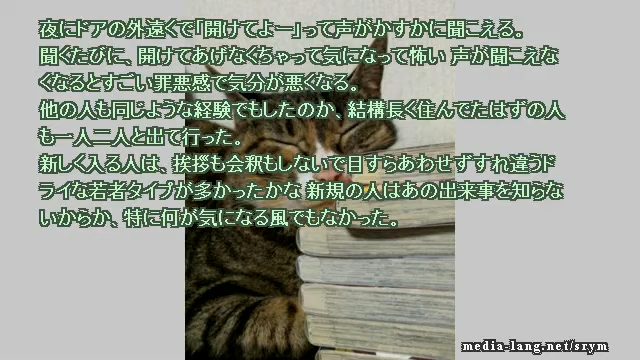 夜にドアの外遠くで「開けてよー」って声がかすかに聞こえる。
聞くたびに、開けてあげなくちゃって気になって怖い 声が聞こえな
くなるとすごい罪悪感で気分が悪くなる。
他の人も同じような経験でもしたのか、結構長く住んでたはずの人
も一人二人と出て行った。
新しく入る人は、挨拶も会釈もしないで目すらあわせずすれ違うド
ライな若者タイプが多かったかな 新規の人はあの出来事を知らな
いからか、特に何が気になる風でもなかった。
media-lang.net/srym